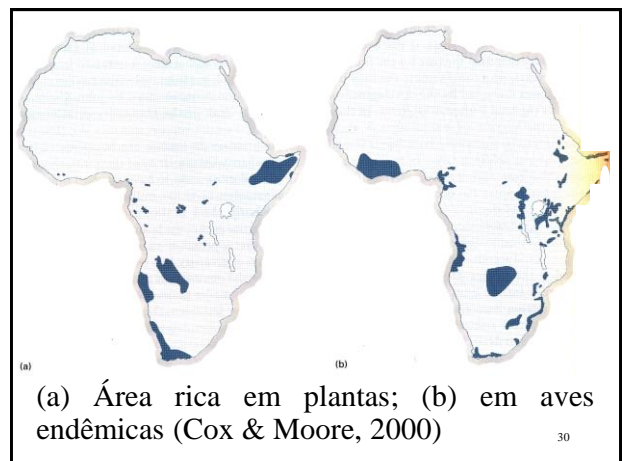 (a)
(b)
(a) Área rica em plantas; (b) em aves
endêmicas (Cox & Moore, 2000)
30